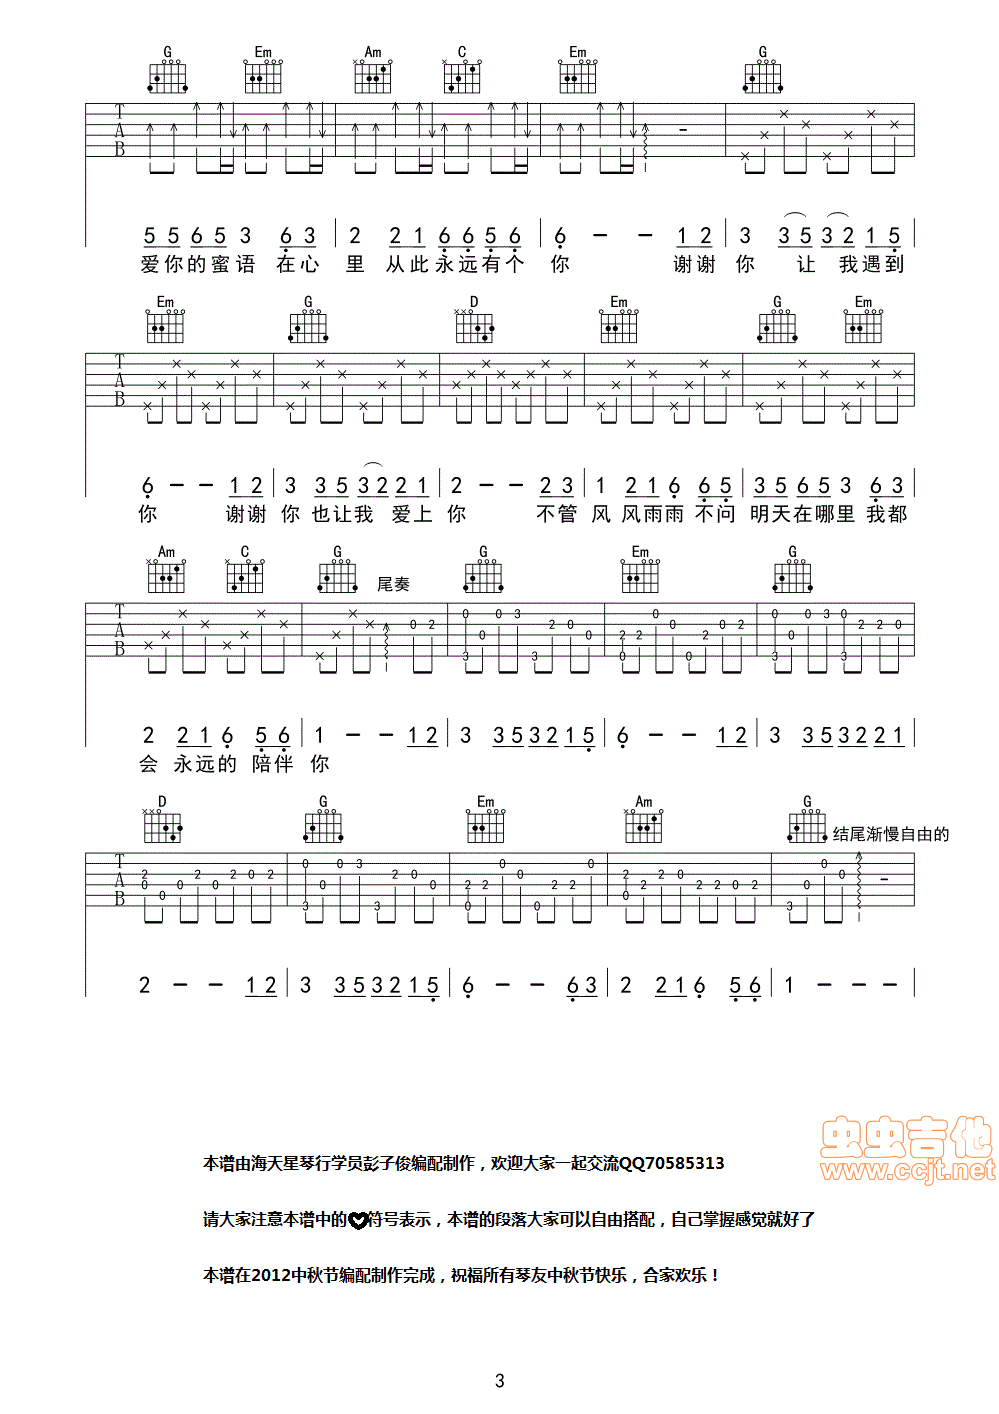 G Em Am C Em G
T
A
B
5 5 6 5 3 6 3 2 2 1 6 6 5 6 6 - - 1 2 3 3 5 3 2 1 5
爱你的蜜语 在心 里 从此永远有个 你 谢谢 你 让 我遇到
Em G D Em G Em
T
A
B
6 - - 1 2 3 3 5 3 2 2 1 2 - - 2 3 1 2 1 6 6 5 3 5 6 5 3 6 3
你 谢谢 你 也让我 爱上 你 不管 风 风雨雨 不问 明天在哪里 我都
Am C G 尾奏 G Em G
T
A
B
2 2 1 6 5 6 1 - - 1 2 3 3 5 3 2 1 5 6 - - 1 2 3 3 5 3 2 2 1
会 永远的 陪伴 你
D G Em Am G 结尾渐慢自由的
T
A
B
2 - - 1 2 3 3 5 3 2 1 5 6 - - 6 3 2 2 1 6 5 6 1 - - -
虫虫吉他
www.ccjt.net
本谱由海天星琴行学员彭子俊编配制作，欢迎大家一起交流QQ70585313
请大家注意本谱中的符号表示，本谱的段落大家可以自由搭配，自己掌握感觉就好了
本谱在2012中秋节编配制作完成，祝福所有琴友中秋节快乐，合家欢乐！
3